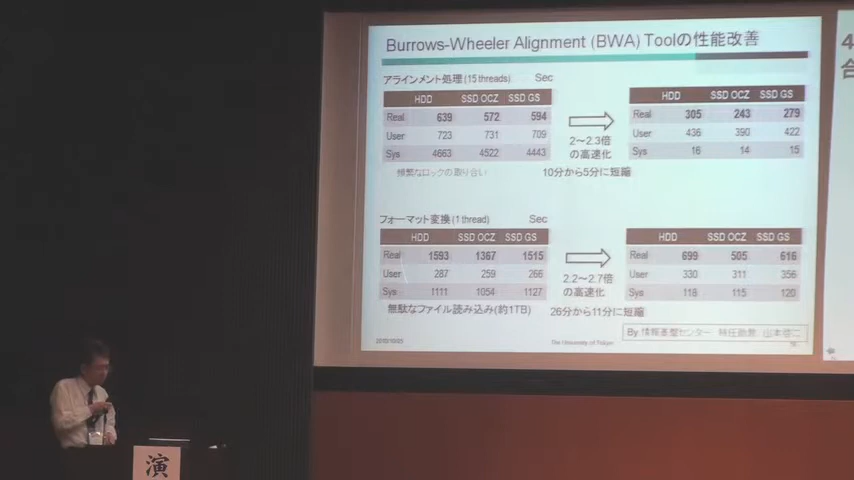 Burrows-Wheeler Alignment (BWA) Toolの性能改善
アラインメント処理(15 threads) Sec
HDD SSD OCZ SSD GS
Real 639 572 594
User 723 731 709
Sys 4663 4522 4443
頻繁なロックの取り合い
2～2.3倍
の高速化
10分から5分に短縮
HDD SSD OCZ SSD GS
Real 305 243 279
User 436 390 422
Sys 16 14 15
フォーマット変換(1 thread) Sec
HDD SSD OCZ SSD GS
Real 1593 1367 1515
User 287 259 266
Sys 1111 1054 1127
無駄なファイル読み込み(約1TB)
2.2～2.7倍
の高速化
26分から11分に短縮
HDD SSD OCZ SSD GS
Real 699 505 616
User 330 311 356
Sys 118 115 120
By 情報基盤センター 特任助教
2010/10/05
The University of Tokyo
4
合
演